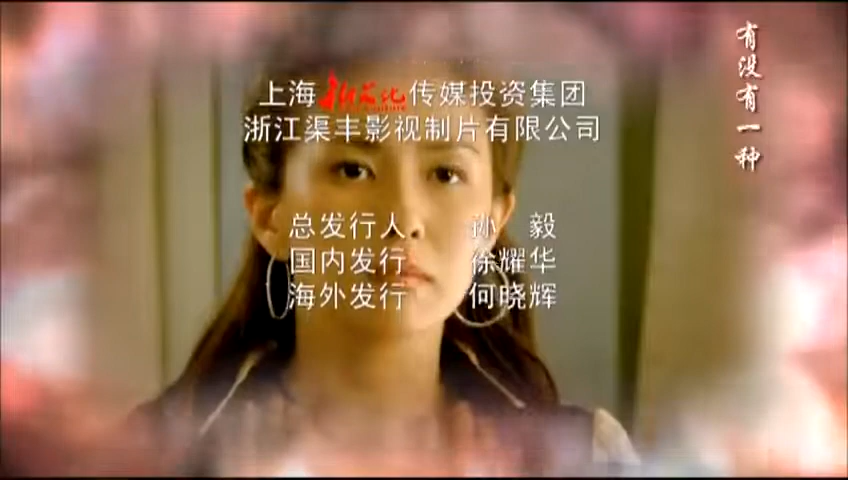 上海新文化传媒投资集团
浙江渠丰影视制片有限公司
总发行人 孙 毅
国内发行 徐耀华
海外发行 何晓辉
有没有一种